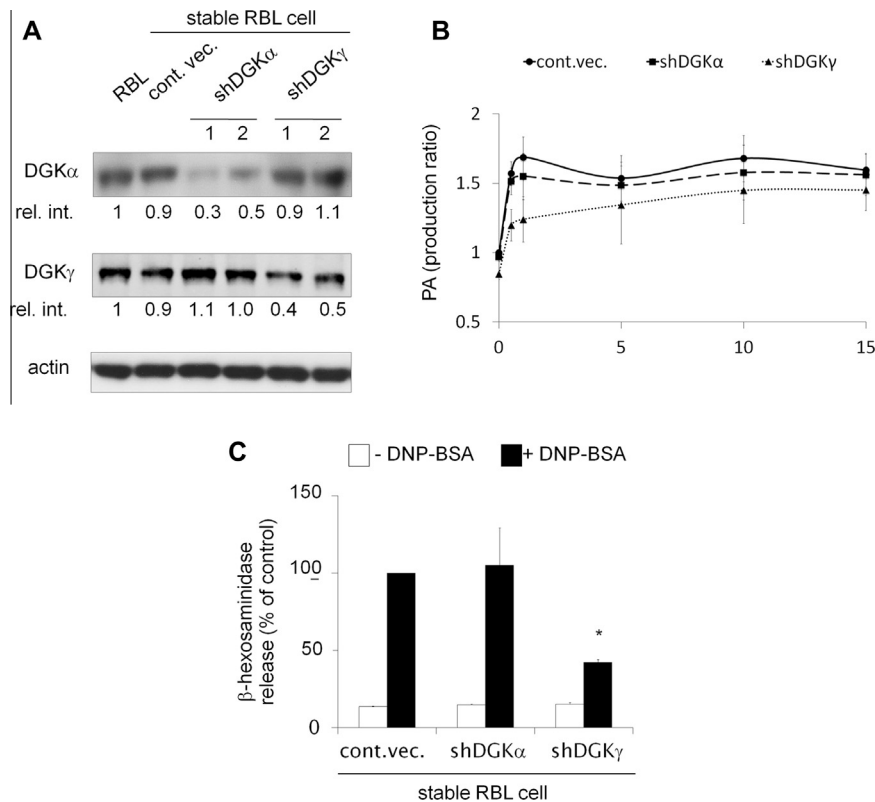 A
stable RBL cell
RBL
cont. vec.
shDGKα
shDGKγ
1 2 1 2
DGKα
rel. int. 1 0.9 0.3 0.5 0.9 1.1
DGKγ
rel. int. 1 0.9 1.1 1.0 0.4 0.5
actin
B
cont.vec. shDGKα shDGKγ
PA (production ratio)
2
1.5
1
0.5
0 5 10 15
C
- DNP-BSA + DNP-BSA
β-hexosaminidase
release (% of control)
150
100
50
0
*
cont.vec. shDGKα shDGKγ
stable RBL cell